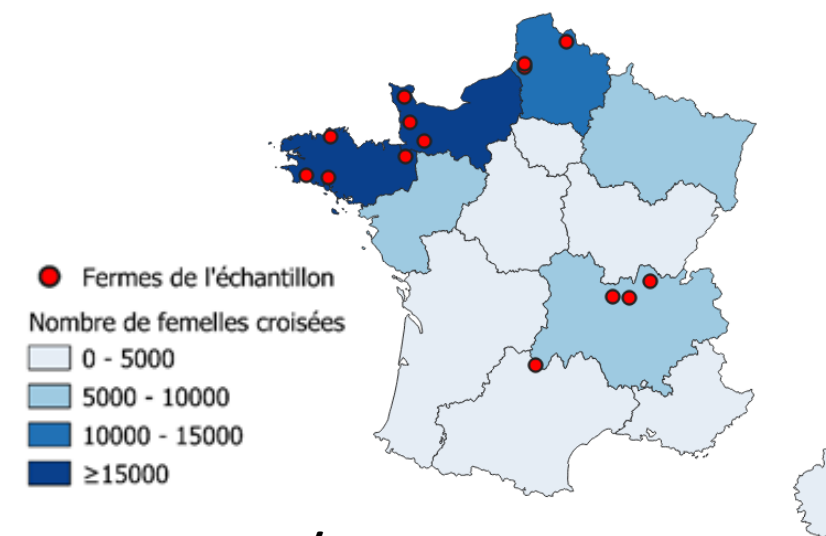 Fermes de l'échantillon
Nombre de femelles croisées
0 - 5000
5000 - 10000
10000 - 15000
≥15000